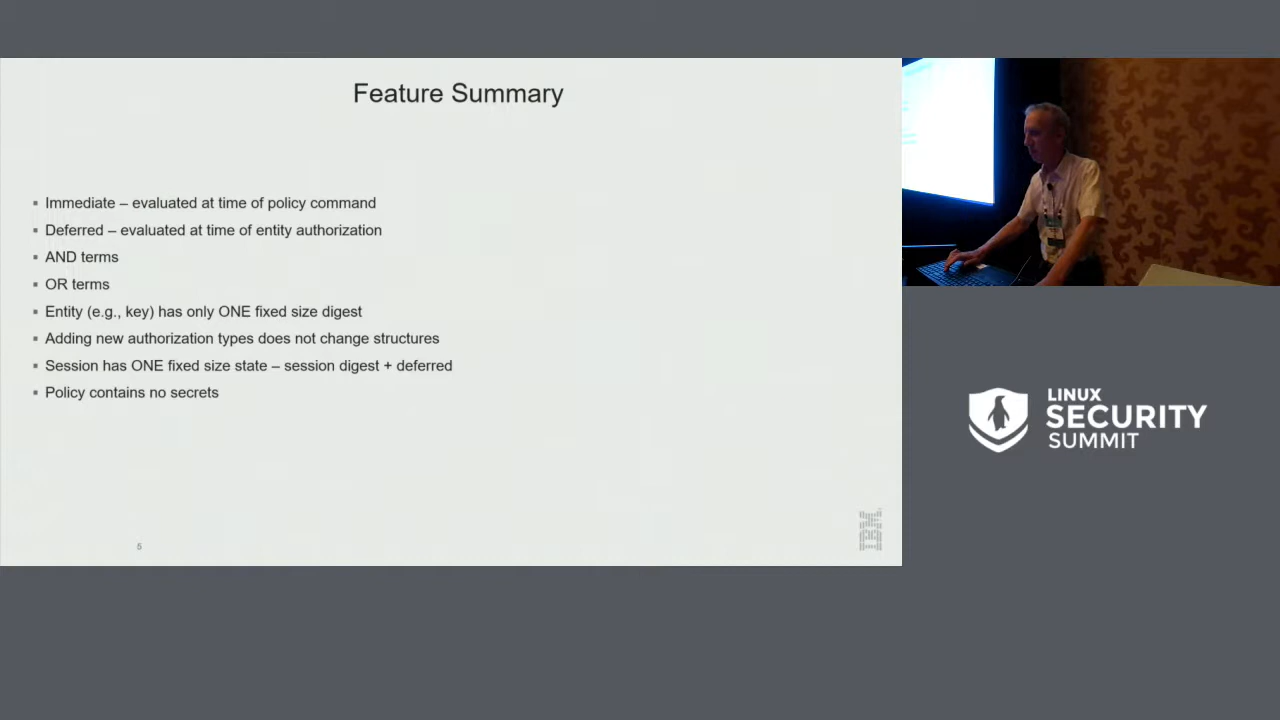 Feature Summary
▪ Immediate – evaluated at time of policy command
▪ Deferred – evaluated at time of entity authorization
▪ AND terms
▪ OR terms
▪ Entity (e.g., key) has only ONE fixed size digest
▪ Adding new authorization types does not change structures
▪ Session has ONE fixed size state – session digest + deferred
▪ Policy contains no secrets
5
IBM
LINUX
SECURITY
SUMMIT